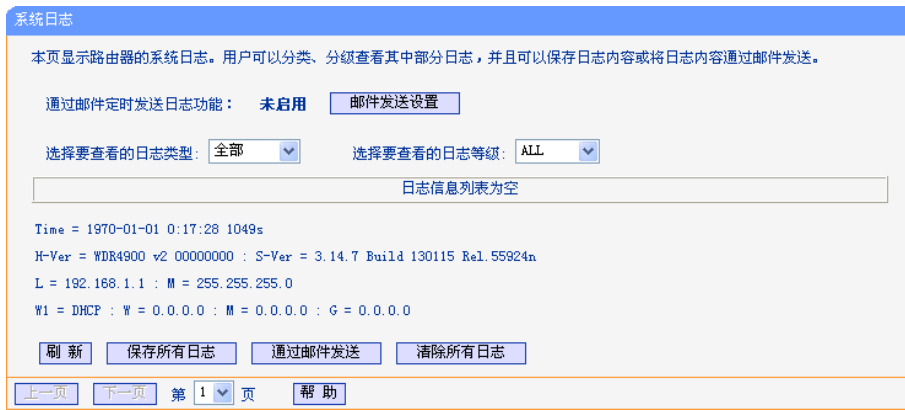 系统日志
本页显示路由器的系统日志。用户可以分类、分级查看其中部分日志，并且可以保存日志内容或将日志内容通过邮件发送。
通过邮件定时发送日志功能： 未启用 邮件发送设置
选择要查看的日志类型: 全部 选择要查看的日志等级: ALL
日志信息列表为空
Time = 1970-01-01 0:17:28 1049s
H-Ver = WDR4900 v2 00000000 : S-Ver = 3.14.7 Build 130115 Rel.55924n
L = 192.168.1.1 : M = 255.255.255.0
W1 = DHCP : W = 0.0.0.0 : M = 0.0.0.0 : G = 0.0.0.0
刷 新 保存所有日志 通过邮件发送 清除所有日志
上一页 下一页 第 1 页 帮 助